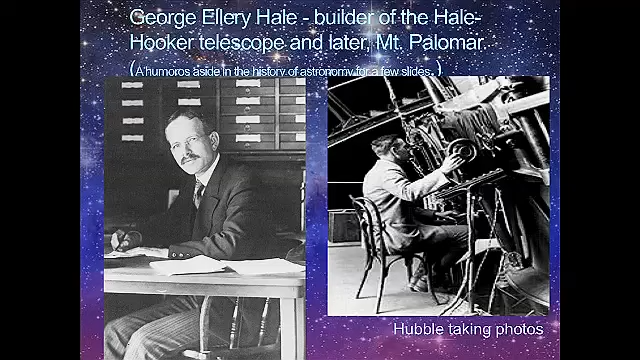 George Ellery Hale - builder of the Hale-
Hooker telescope and later, Mt. Palomar.
(A humoros aside in the history of astronomy for a few slides. )
Hubble taking photos